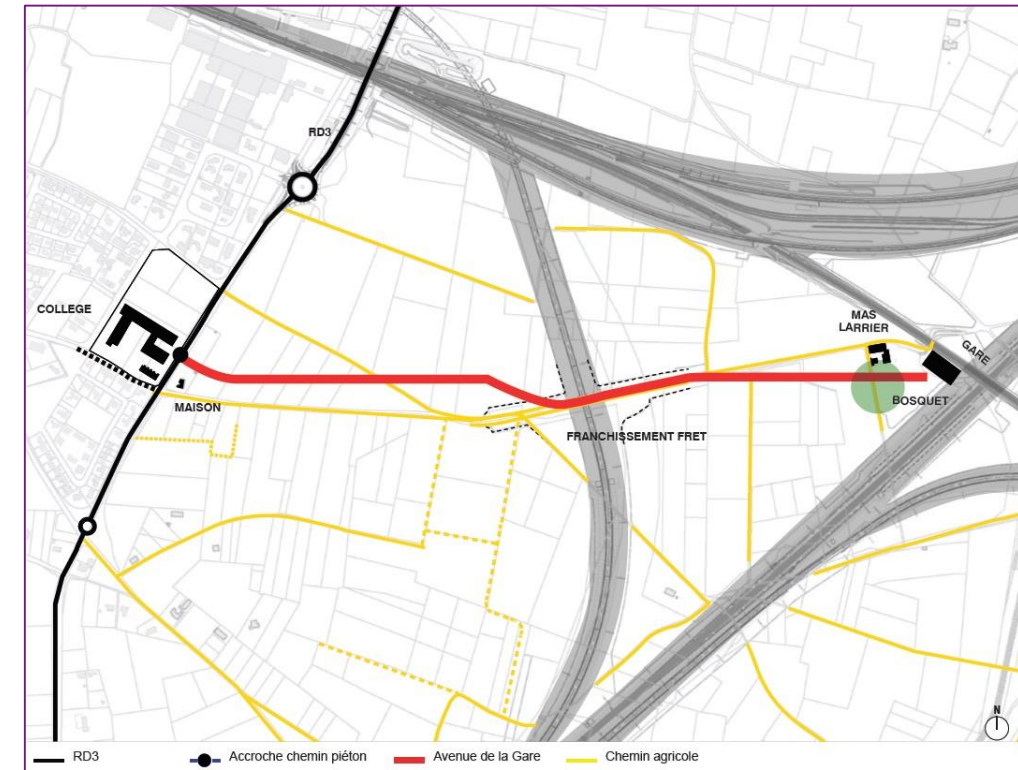 RD3
COLLEGE
MAISON
FRANCHISSEMENT FRET
MAS
LARRIER
GARE
BOSQUET
N
RD3
Accroche chemin piéton
Avenue de la Gare
Chemin agricole